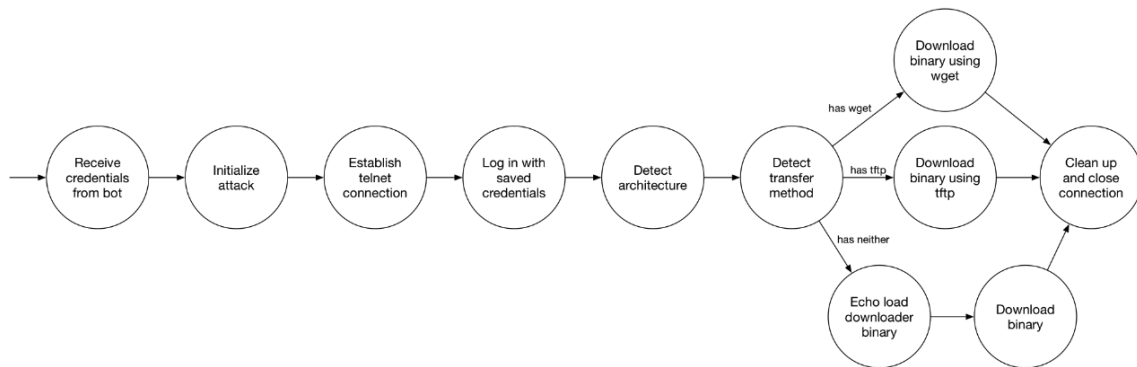 Receive
credentials
from bot
Initialize
attack
Establish
telnet
connection
Log in with
saved
credentials
Detect
architecture
Detect
transfer
method
has wget
Download
binary using
wget
has tftp
Download
binary using
tftp
has neither
Echo load
downloader
binary
Download
binary
Clean up
and close
connection